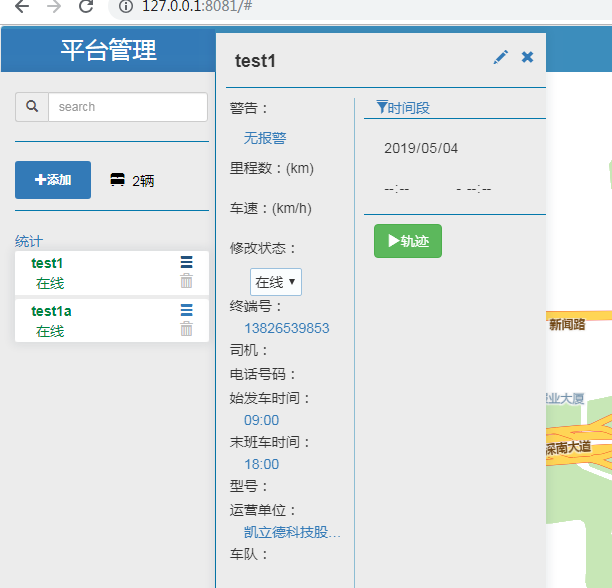 127.0.0.1:8081/#
平台管理
search
添加 2辆
统计
test1
在线
test1a
在线
test1
警告：
无报警
里程数：(km)
车速：(km/h)
修改状态：
在线
终端号：
13826539853
司机：
电话号码：
始发车时间：
09:00
末班车时间：
18:00
型号：
运营单位：
凯立德科技股...
车队：
时间段
2019/05/04
--:-- - --:--
轨迹
新闻路
业大厦
深南大道